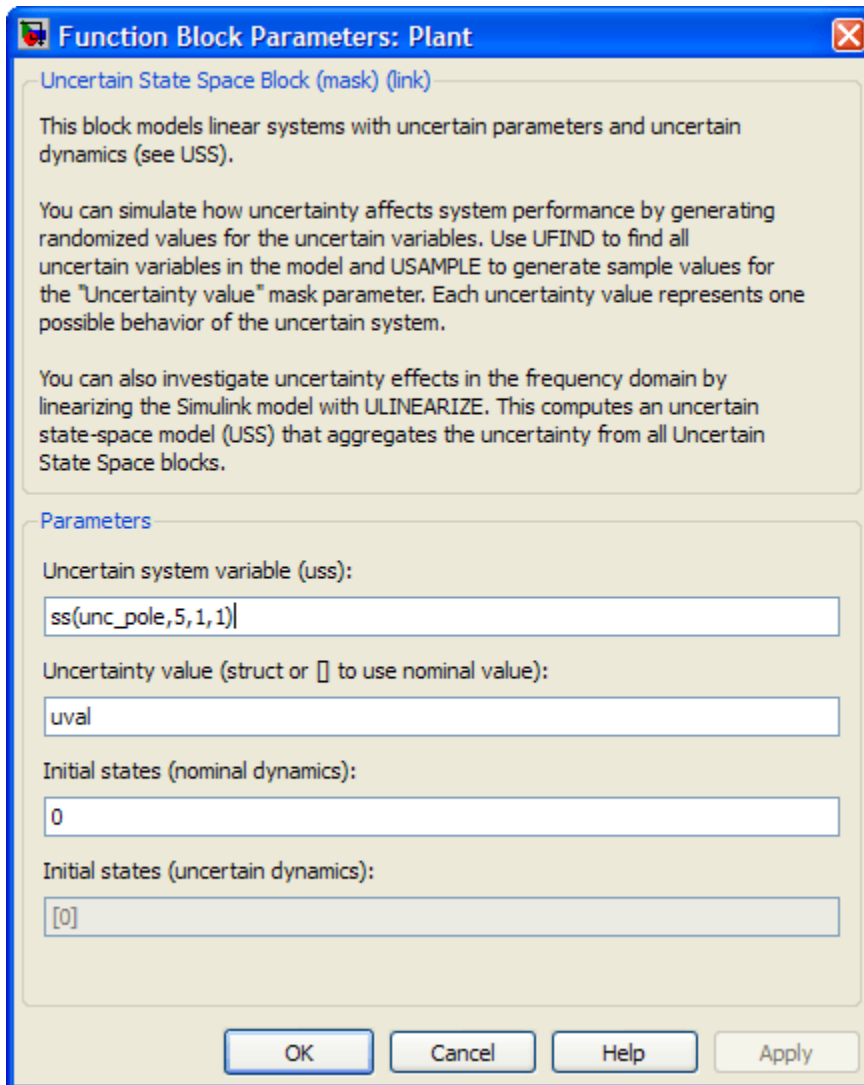 Function Block Parameters: Plant
Uncertain State Space Block (mask) (link)
This block models linear systems with uncertain parameters and uncertain
dynamics (see USS).
You can simulate how uncertainty affects system performance by generating
randomized values for the uncertain variables. Use UFIND to find all
uncertain variables in the model and USAMPLE to generate sample values for
the "Uncertainty value" mask parameter. Each uncertainty value represents one
possible behavior of the uncertain system.
You can also investigate uncertainty effects in the frequency domain by
linearizing the Simulink model with ULINEARIZE. This computes an uncertain
state-space model (USS) that aggregates the uncertainty from all Uncertain
State Space blocks.
Parameters
Uncertain system variable (uss):
ss(unc_pole,5,1,1)
Uncertainty value (struct or [] to use nominal value):
uval
Initial states (nominal dynamics):
0
Initial states (uncertain dynamics):
[0]
OK Cancel Help Apply